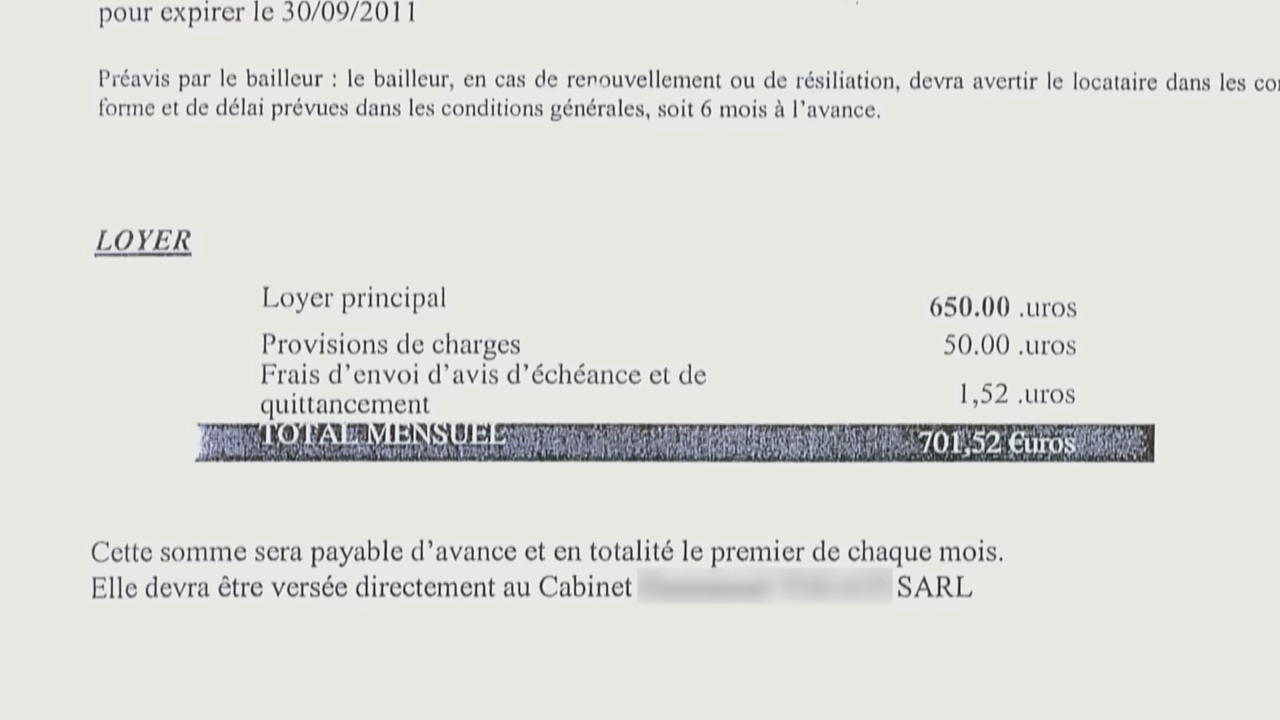 pour expirer le 30/09/2011
Préavis par le bailleur : le bailleur, en cas de renouvellement ou de résiliation, devra avertir le locataire dans les
forme et de délai prévues dans les conditions générales, soit 6 mois à l’avance.
LOYER
Loyer principal 650.00 .uros
Provisions de charges 50.00 .uros
Frais d’envoi d’avis d’échéance et de
quittancement 1,52 .uros
TOTAL MENSUEL 701,52 €uros
Cette somme sera payable d’avance et en totalité le premier de chaque mois.
Elle devra être versée directement au Cabinet SARL